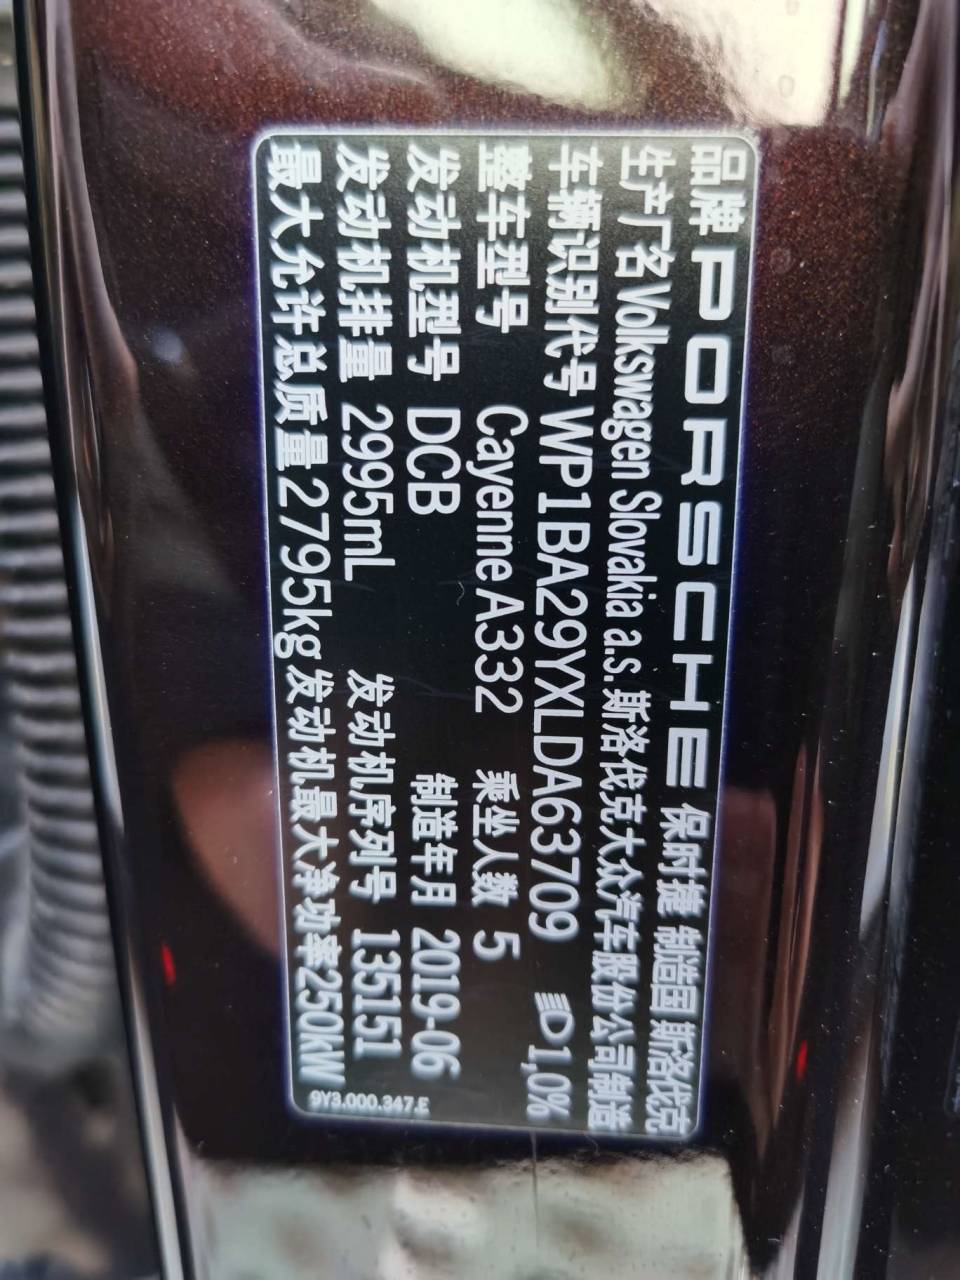 品牌 PORSCHE 保时捷 制造国 斯洛伐克
生产厂名 Volkswagen Slovakia a.s. 斯洛伐克大众汽车股份公司制造
车辆识别代号 WP1BA29YXLDA63709 1,0%
整车型号 Cayenne A332 乘坐人数 5
发动机型号 DCB 制造年月 2019-06
发动机排量 2995mL 发动机序列号 135151
最大允许总质量 2795kg 发动机最大净功率250kW
9Y3.000.347.E